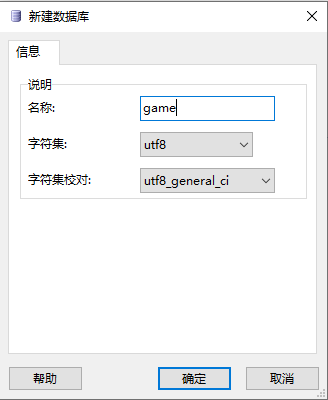 新建数据库
信息
说明
名称: game
字符集: utf8
字符集校对: utf8_general_ci
帮助 确定 取消